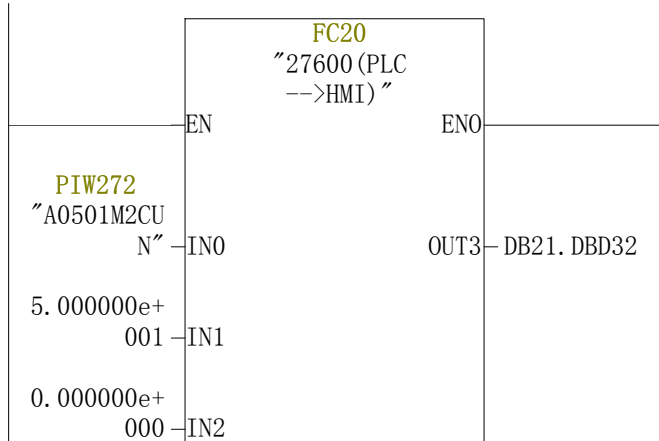 FC20
"27600(PLC
-->HMI)"
EN
ENO
PIW272
"A0501M2CU
N"
IN0
OUT3
DB21.DBD32
5.000000e+
001
IN1
0.000000e+
000
IN2